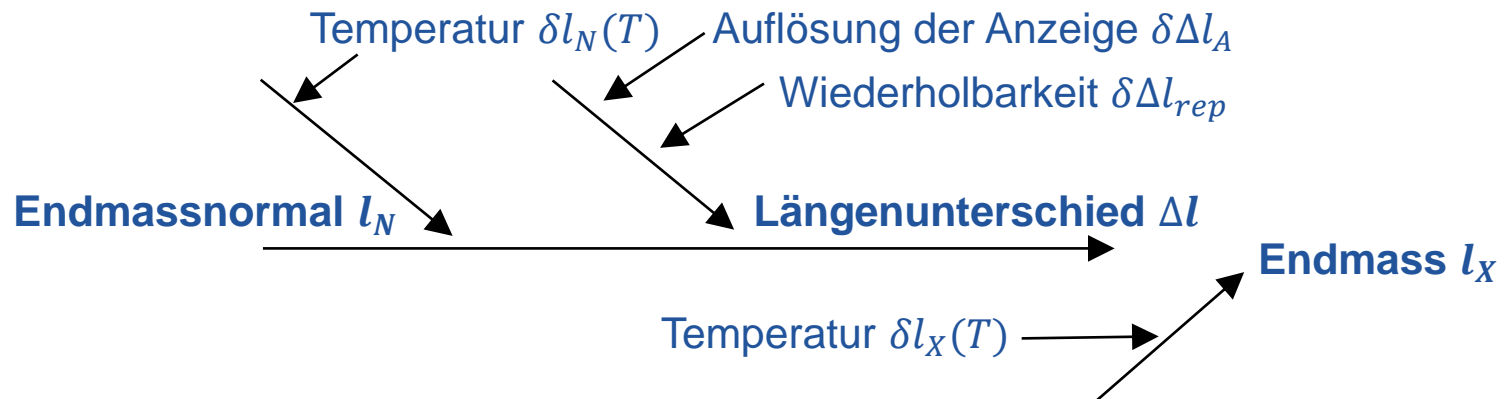 Temperatur δl_N(T) Auflösung der Anzeige δΔl_A
Wiederholbarkeit δΔl_rep
Endmassnormal l_N Längenunterschied Δl
Endmass l_X
Temperatur δl_X(T)